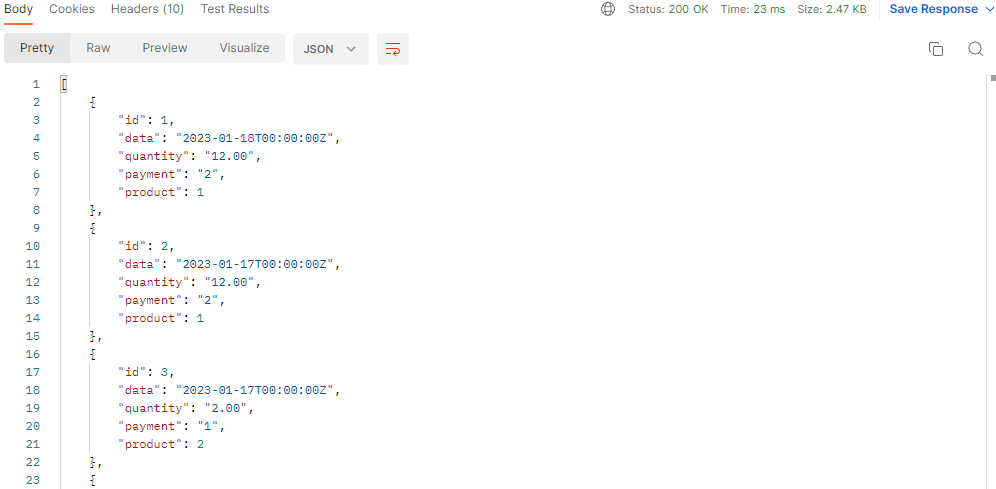 Body Cookies Headers (10) Test Results Status: 200 OK Time: 23 ms Size: 2.47 KB Save Response
Pretty Raw Preview Visualize JSON
1 [
2 {
3 "id": 1,
4 "data": "2023-01-18T00:00:00Z",
5 "quantity": "12.00",
6 "payment": "2",
7 "product": 1
8 },
9 {
10 "id": 2,
11 "data": "2023-01-17T00:00:00Z",
12 "quantity": "12.00",
13 "payment": "2",
14 "product": 1
15 },
16 {
17 "id": 3,
18 "data": "2023-01-17T00:00:00Z",
19 "quantity": "2.00",
20 "payment": "1",
21 "product": 2
22 },
23 {